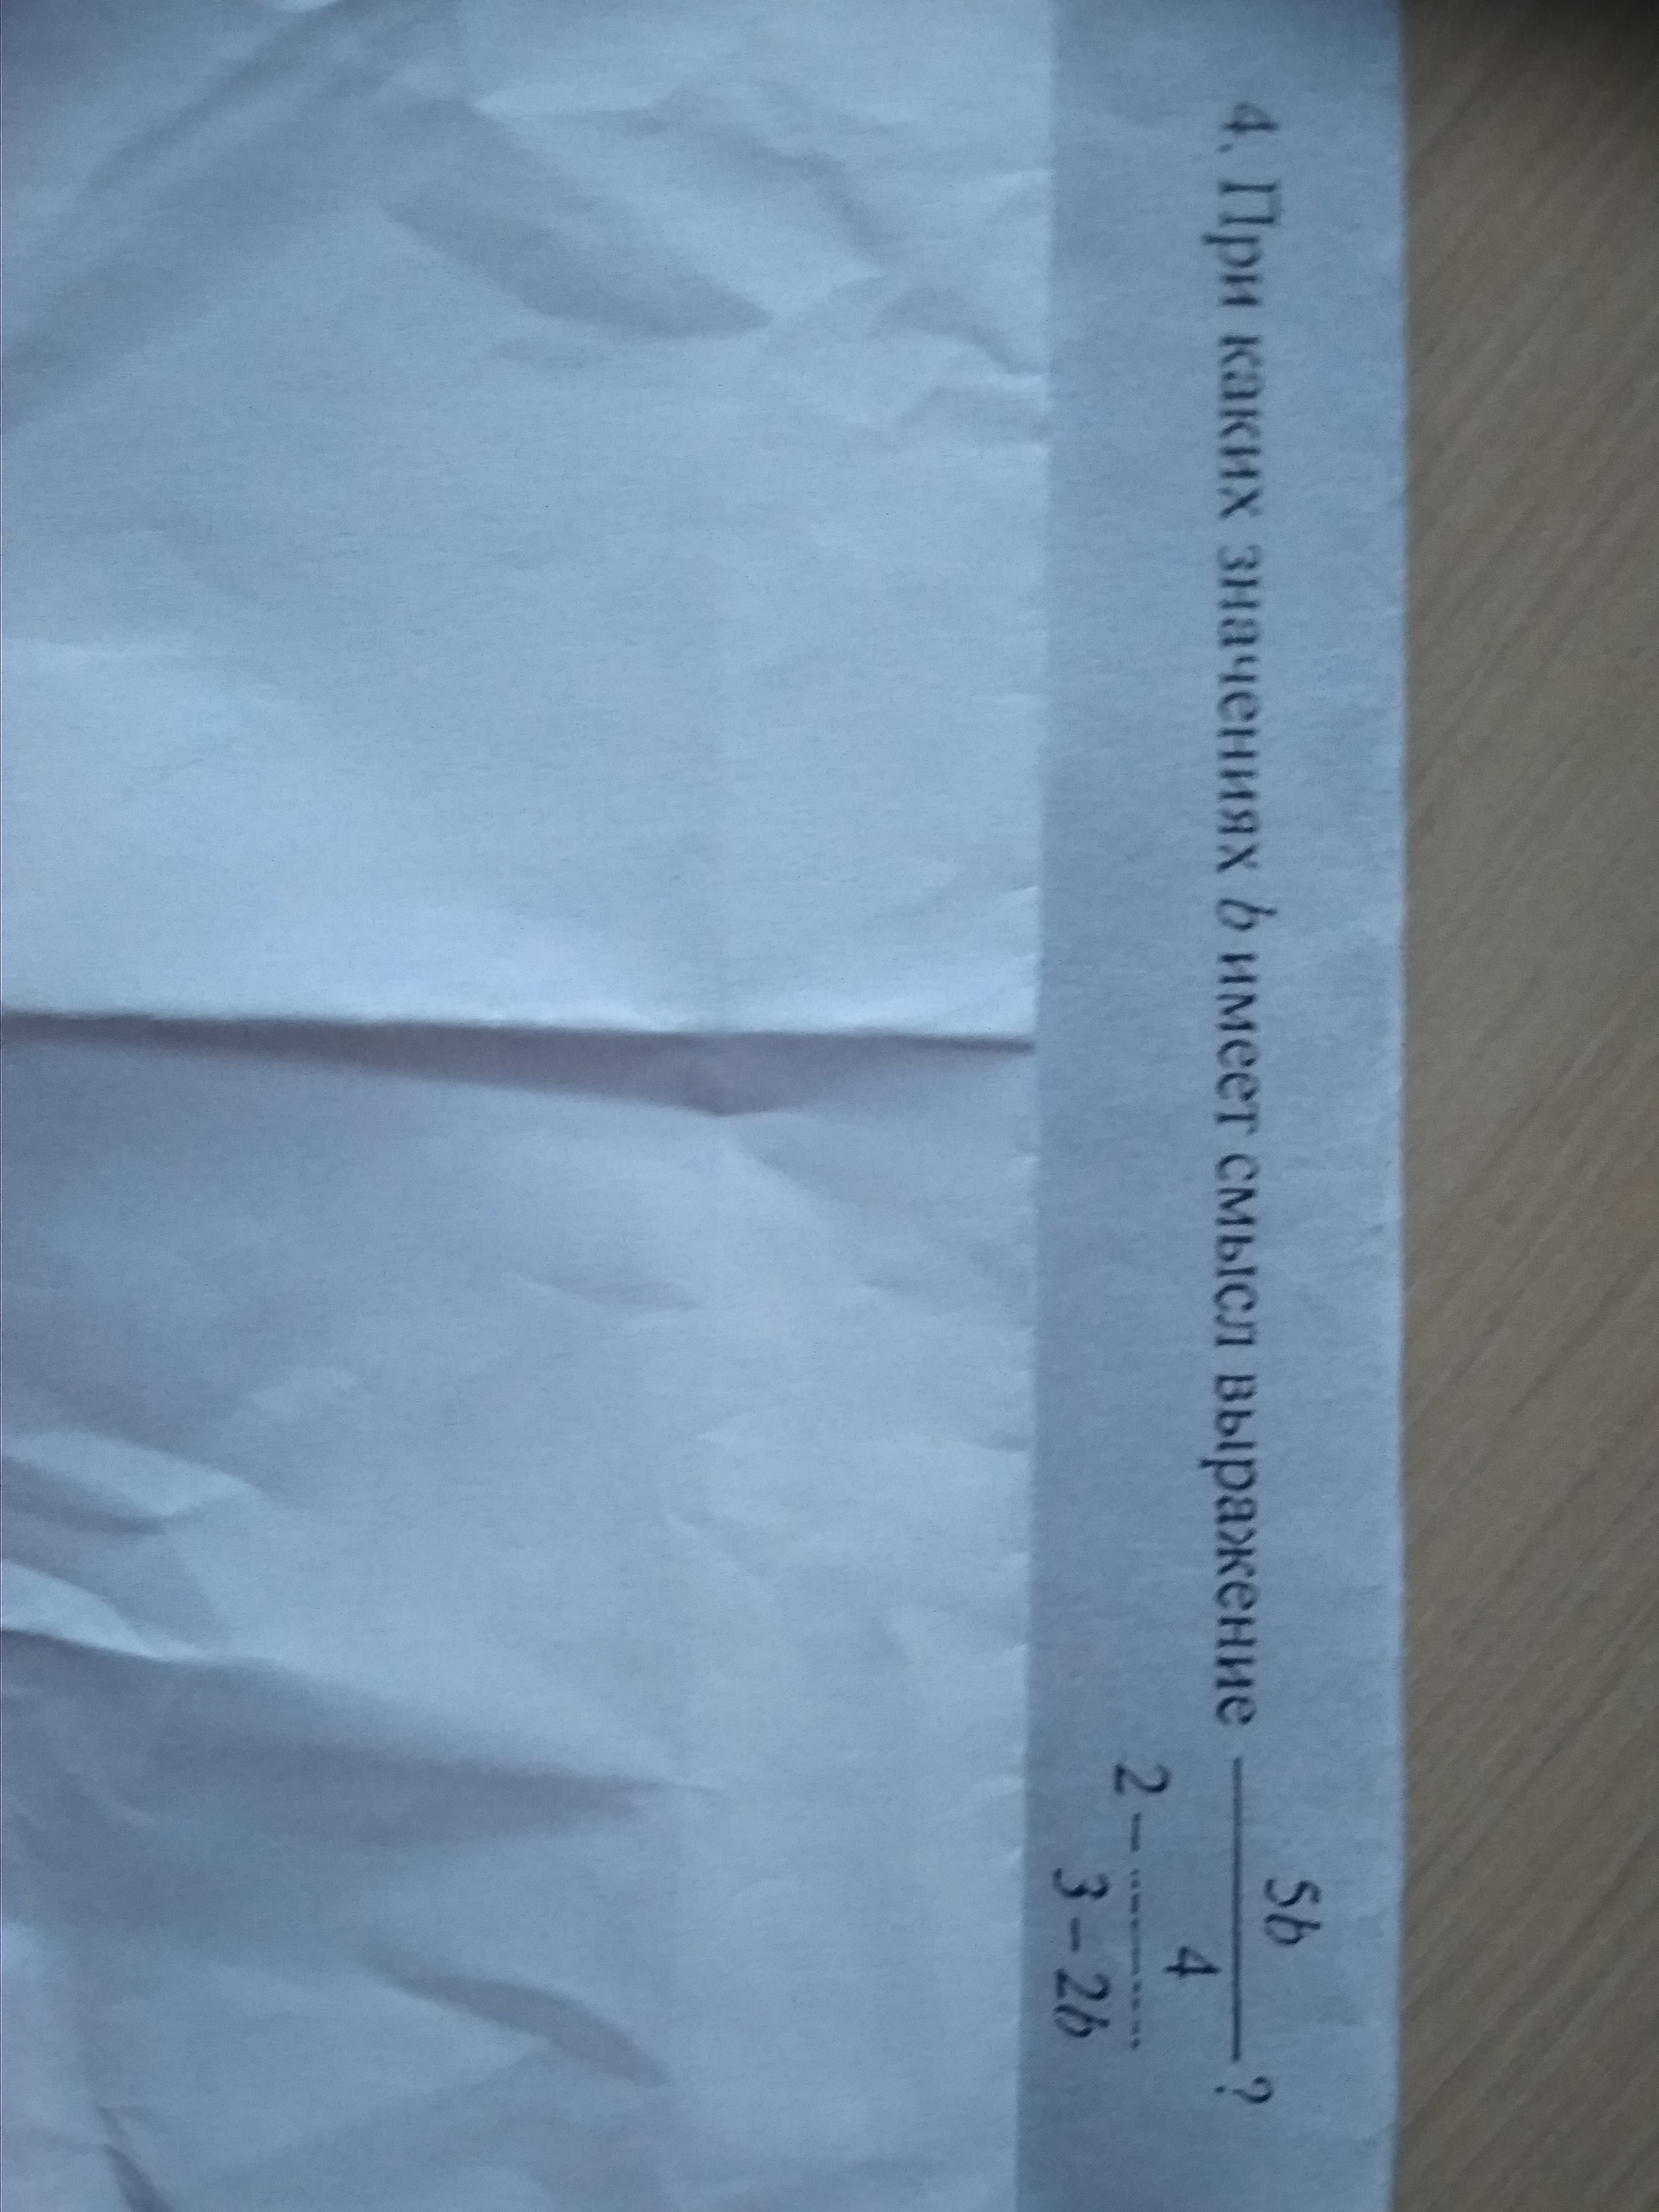 4. При каких значениях b имеет смысл выражение 5b / (2 − 4 / (3 − 2b)) ?